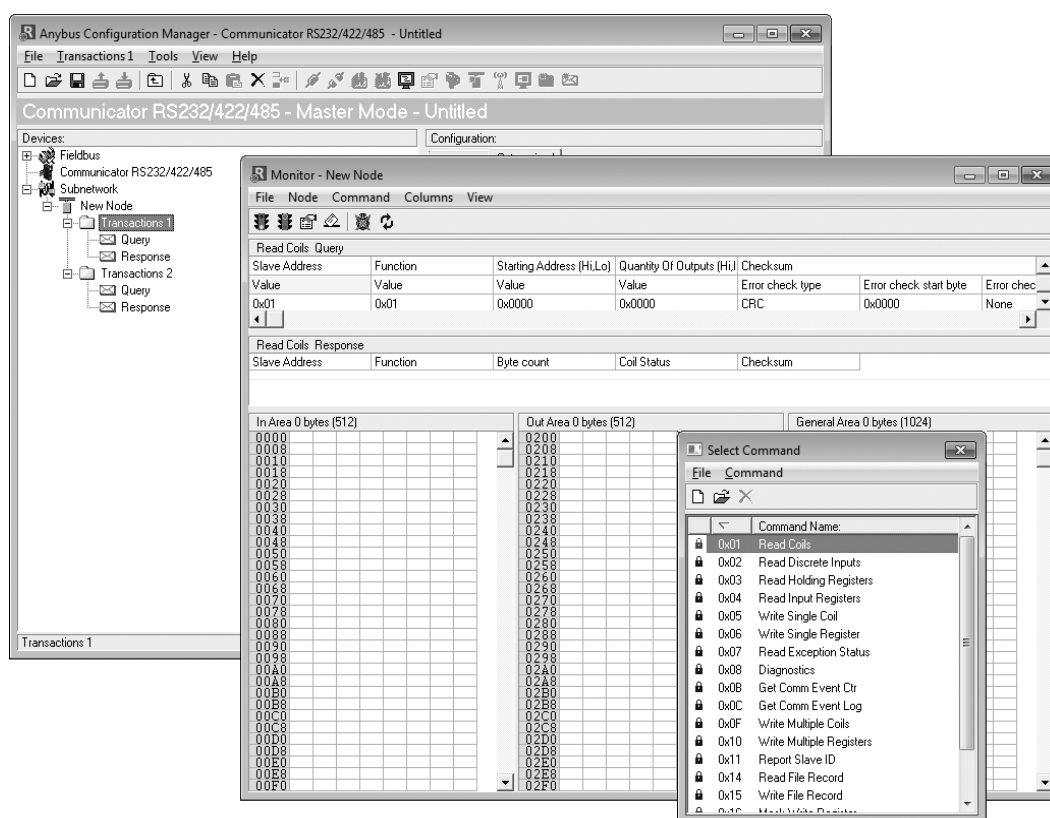 Anybus Configuration Manager - Communicator RS232/422/485 - Untitled
File Transactions 1 Tools View Help
Communicator RS232/422/485 - Master Mode - Untitled
Devices:
Configuration:
Fieldbus
Communicator RS232/422/485
Subnetwork
New Node
Transactions 1
Query
Response
Transactions 2
Query
Response
Transactions 1
Monitor - New Node
File Node Command Columns View
Read Coils Query
Slave Address Function Starting Address (Hi,Lo) Quantity Of Outputs (Hi,l Checksum
Value Value Value Value Error check type Error check start byte Error chec
0x01 0x01 0x0000 0x0000 CRC 0x0000 None
Read Coils Response
Slave Address Function Byte count Coil Status Checksum
In Area 0 bytes (512) Out Area 0 bytes (512) General Area 0 bytes (1024)
0000 0200
0008 0208
0010 0210
0018 0218
0020 0220
0028 0228
0030 0230
0038 0238
0040 0240
0048 0248
0050 0250
0058 0258
0060 0260
0068 0268
0070 0270
0078 0278
0080 0280
0088 0288
0090 0290
0098 0298
00A0 02A0
00A8 02A8
00B0 02B0
00B8 02B8
00C0 02C0
00C8 02C8
00D0 02D0
00D8 02D8
00E0 02E0
00E8 02E8
00F0 02F0
Select Command
File Command
Command Name:
0x01 Read Coils
0x02 Read Discrete Inputs
0x03 Read Holding Registers
0x04 Read Input Registers
0x05 Write Single Coil
0x06 Write Single Register
0x07 Read Exception Status
0x08 Diagnostics
0x0B Get Comm Event Ctr
0x0C Get Comm Event Log
0x0F Write Multiple Coils
0x10 Write Multiple Registers
0x11 Report Slave ID
0x14 Read File Record
0x15 Write File Record